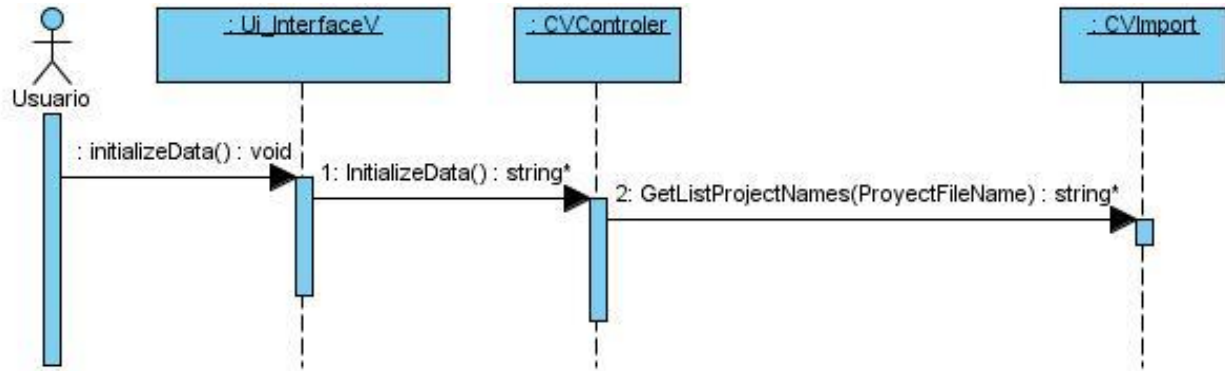 : Ui_InterfaceV
: CVControler
: CVImport
Usuario
: initializeData() : void
1: InitializeData() : string*
2: GetListProjectNames(ProyectFileName) : string*